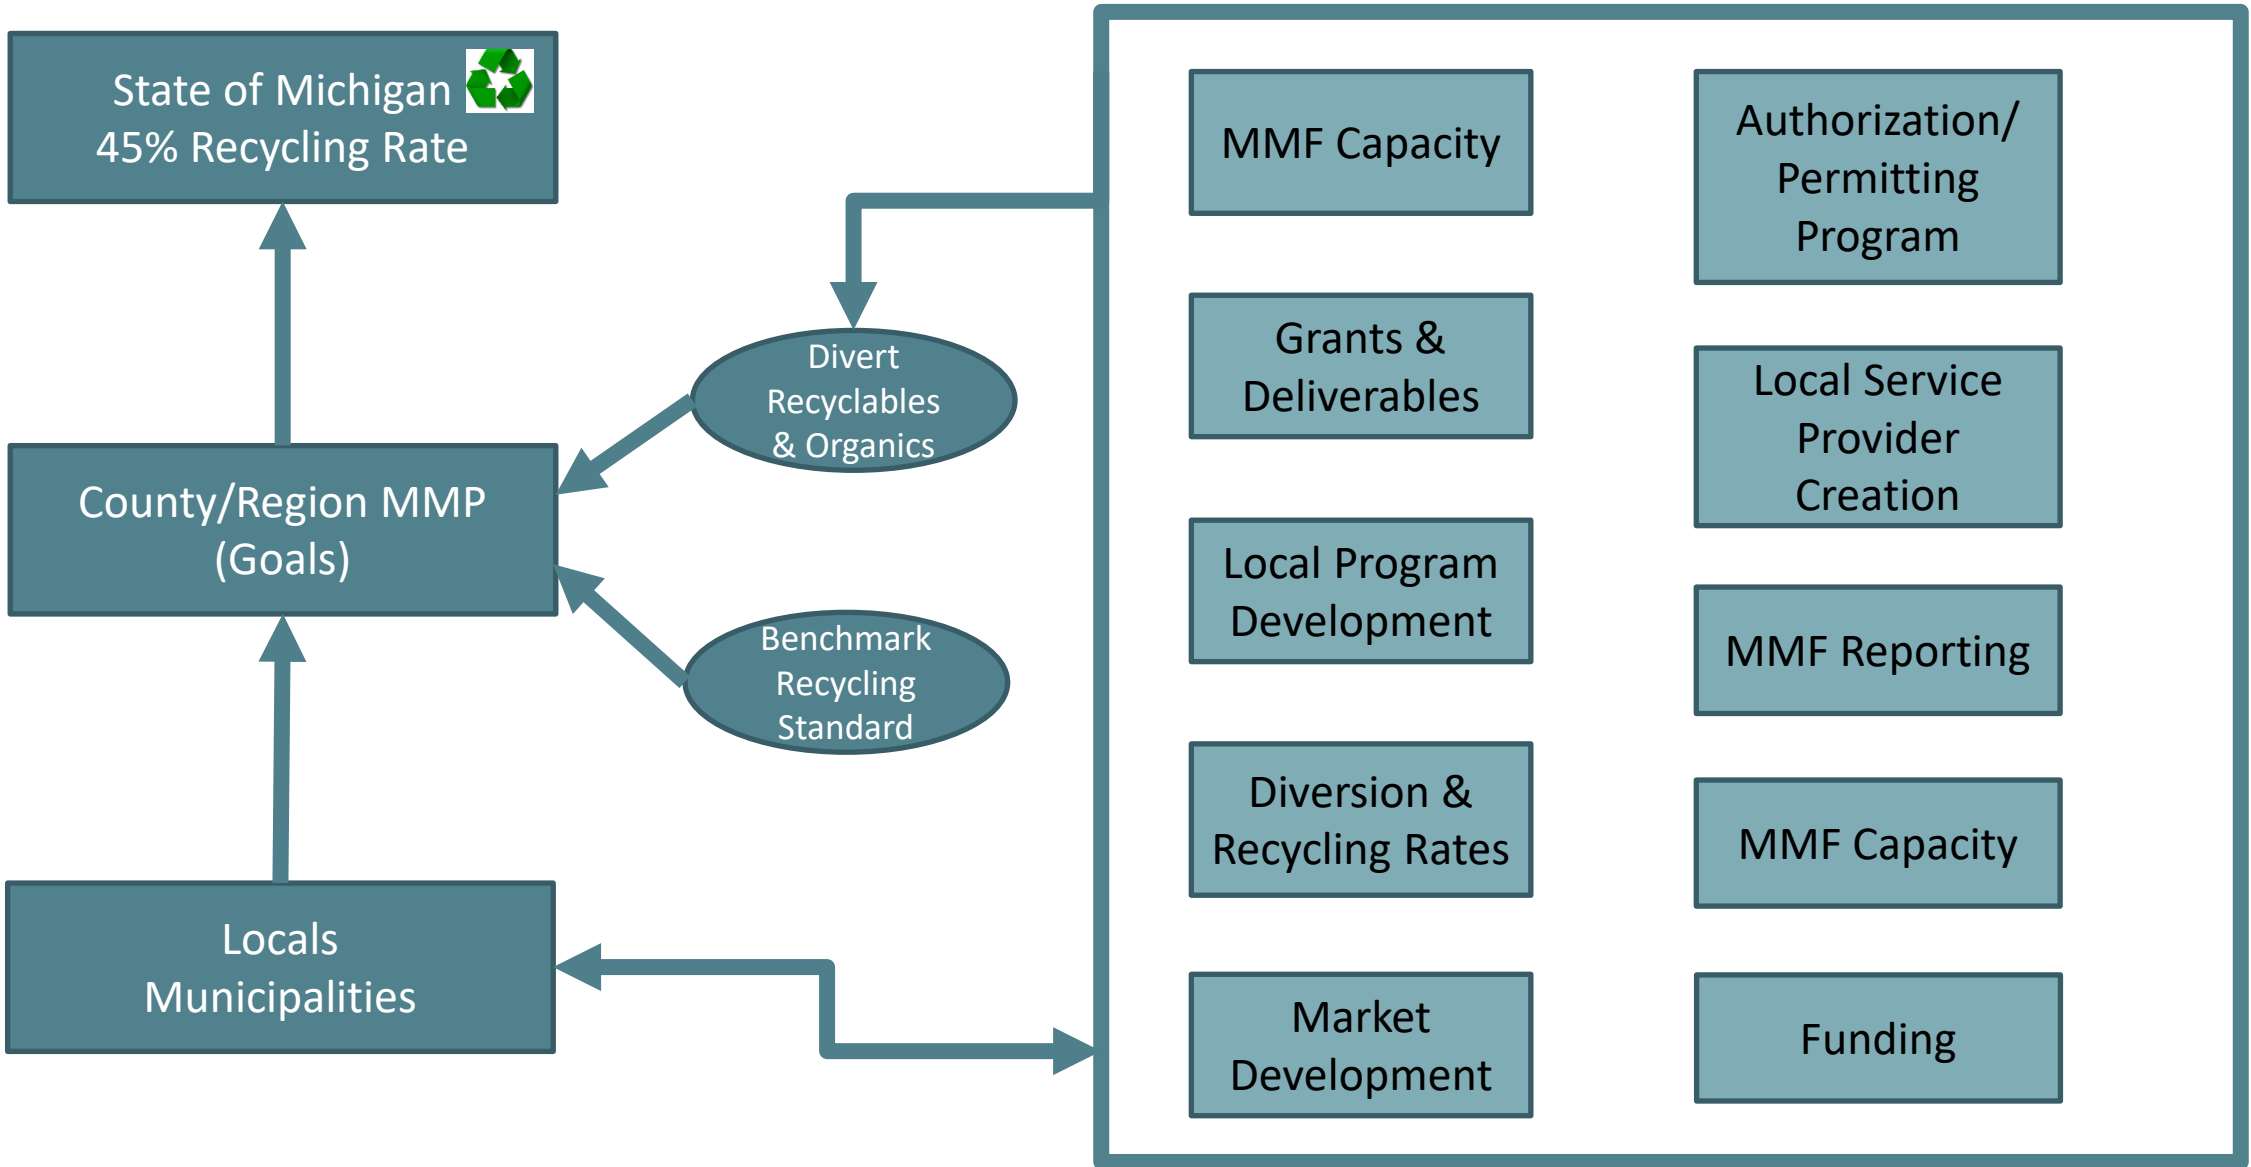 State of Michigan
45% Recycling Rate
County/Region MMP
(Goals)
Locals
Municipalities
Divert
Recyclables
& Organics
Benchmark
Recycling
Standard
MMF Capacity
Grants &
Deliverables
Local Program
Development
Diversion &
Recycling Rates
Market
Development
Authorization/
Permitting
Program
Local Service
Provider
Creation
MMF Reporting
MMF Capacity
Funding